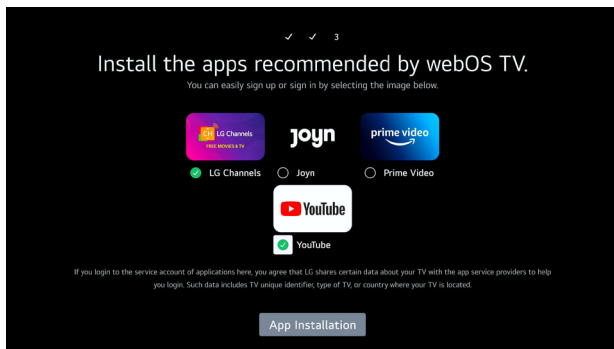 3
Install the apps recommended by webOS TV.
You can easily sign up or sign in by selecting the image below.
CH LG Channels
FREE MOVIES & TV
joyn
prime video
LG Channels
Joyn
Prime Video
YouTube
YouTube
If you login to the service account of applications here, you agree that LG shares certain data about your TV with the app service providers to help
you login. Such data includes TV unique identifier, type of TV, or country where your TV is located.
App Installation